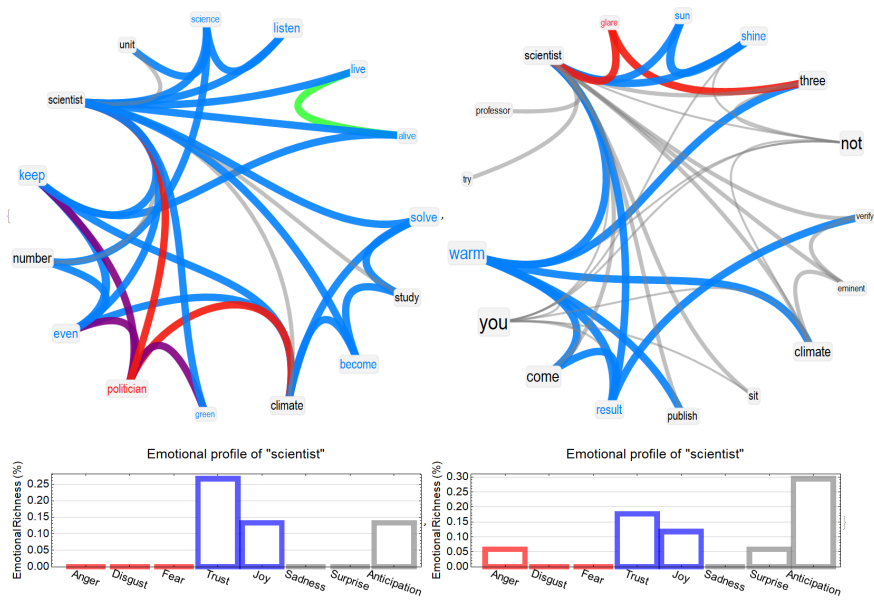 science
listen
unit
live
scientist
alive
keep
solve
number
study
even
become
politician
green
climate
glare
sun
shine
scientist
three
professor
not
try
verify
warm
eminent
you
climate
come
sit
result
publish
Emotional profile of "scientist"
Emotional Richness (%)
0.25
0.20
0.15
0.10
0.05
0.00
Anger Disgust Fear Trust Joy Sadness Surprise Anticipation
Emotional profile of "scientist"
Emotional Richness (%)
0.30
0.25
0.20
0.15
0.10
0.05
0.00
Anger Disgust Fear Trust Joy Sadness Surprise Anticipation